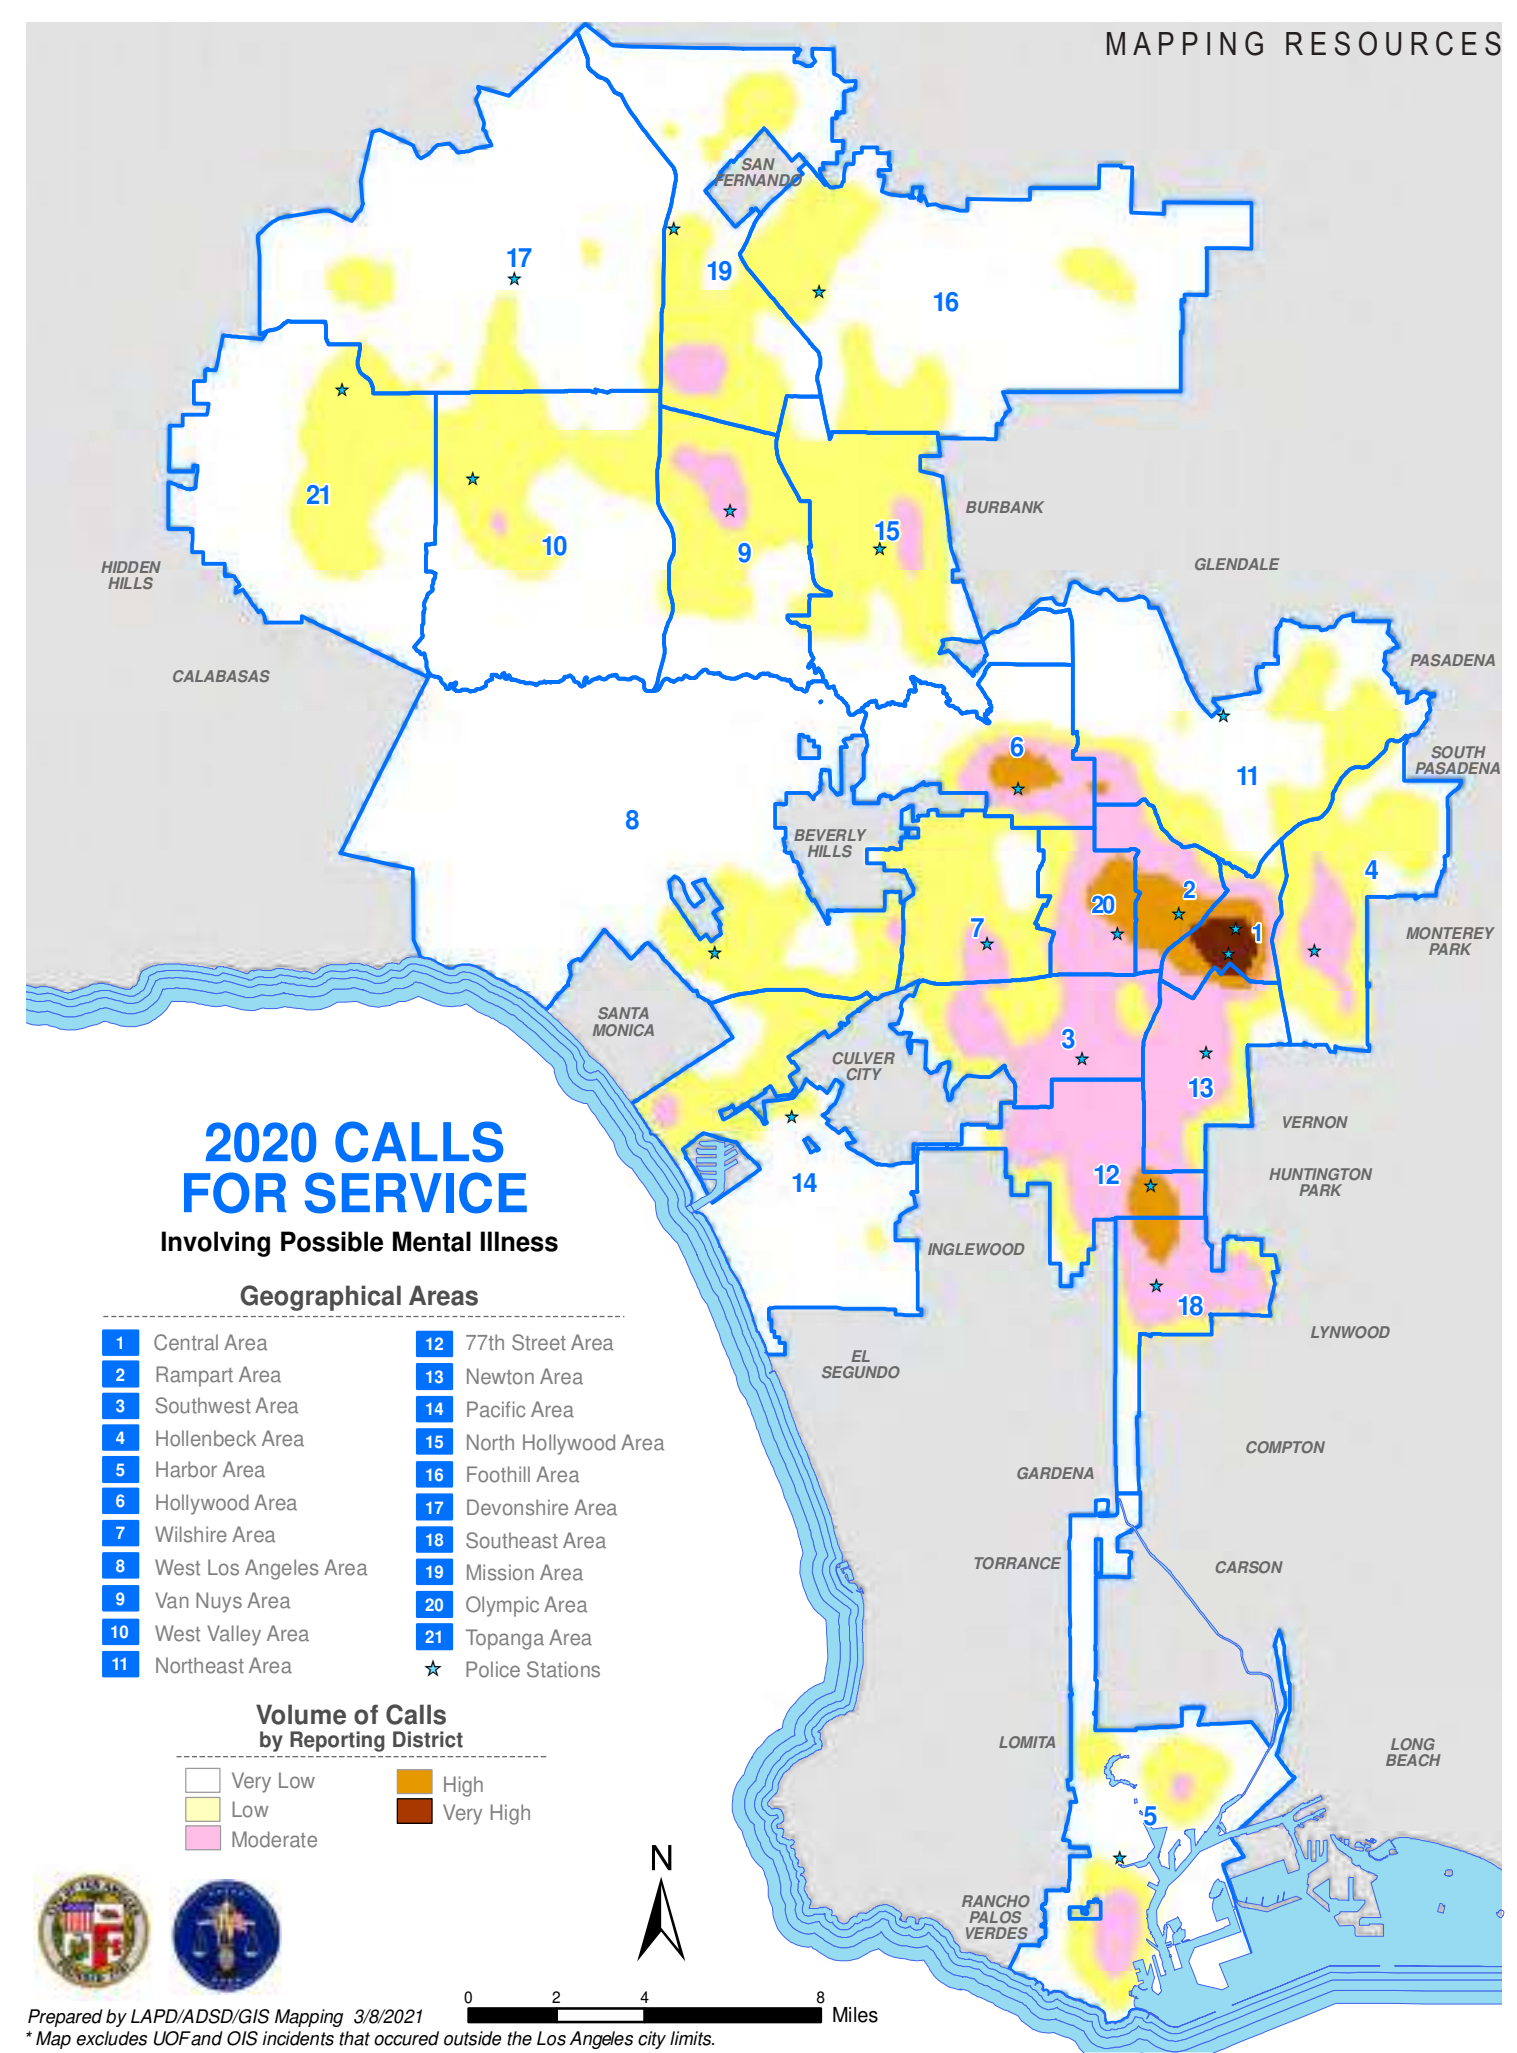 MAPPING RESOURCES
SAN
FERNANDO
17
19
16
21
10
9
15
BURBANK
GLENDALE
HIDDEN
HILLS
CALABASAS
PASADENA
SOUTH
PASADENA
6
11
8
BEVERLY
HILLS
4
2
20
7
1
MONTEREY
PARK
SANTA
MONICA
3
CULVER
CITY
13
VERNON
12
HUNTINGTON
PARK
14
INGLEWOOD
18
LYNWOOD
EL
SEGUNDO
COMPTON
GARDENA
TORRANCE
CARSON
LOMITA
LONG
BEACH
5
RANCHO
PALOS
VERDES
2020 CALLS
FOR SERVICE
Involving Possible Mental Illness
Geographical Areas
1 Central Area
2 Rampart Area
3 Southwest Area
4 Hollenbeck Area
5 Harbor Area
6 Hollywood Area
7 Wilshire Area
8 West Los Angeles Area
9 Van Nuys Area
10 West Valley Area
11 Northeast Area
12 77th Street Area
13 Newton Area
14 Pacific Area
15 North Hollywood Area
16 Foothill Area
17 Devonshire Area
18 Southeast Area
19 Mission Area
20 Olympic Area
21 Topanga Area
Police Stations
Volume of Calls
by Reporting District
Very Low
Low
Moderate
High
Very High
N
0 2 4 8 Miles
Prepared by LAPD/ADSD/GIS Mapping 3/8/2021
* Map excludes UOF and OIS incidents that occured outside the Los Angeles city limits.